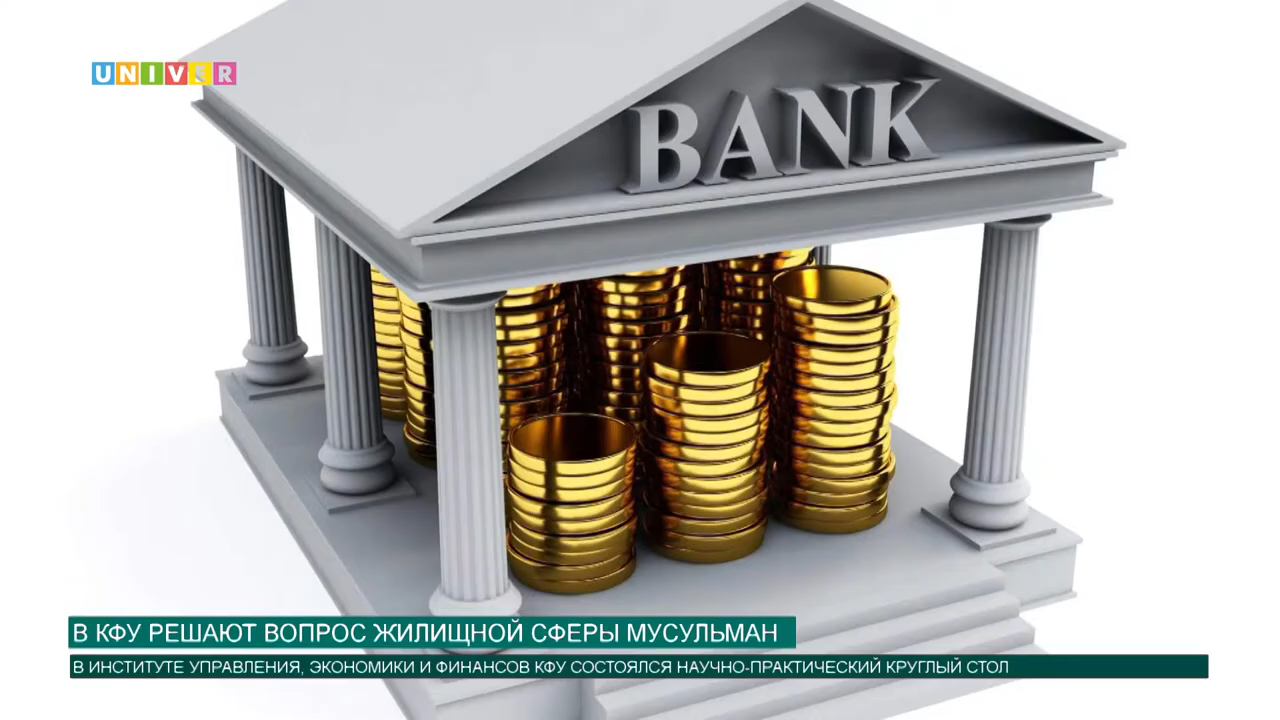 UNIVER
BANK
В КФУ РЕШАЮТ ВОПРОС ЖИЛИЩНОЙ СФЕРЫ МУСУЛЬМАН
В ИНСТИТУТЕ УПРАВЛЕНИЯ, ЭКОНОМИКИ И ФИНАНСОВ КФУ СОСТОЯЛСЯ НАУЧНО-ПРАКТИЧЕСКИЙ КРУГЛЫЙ СТОЛ